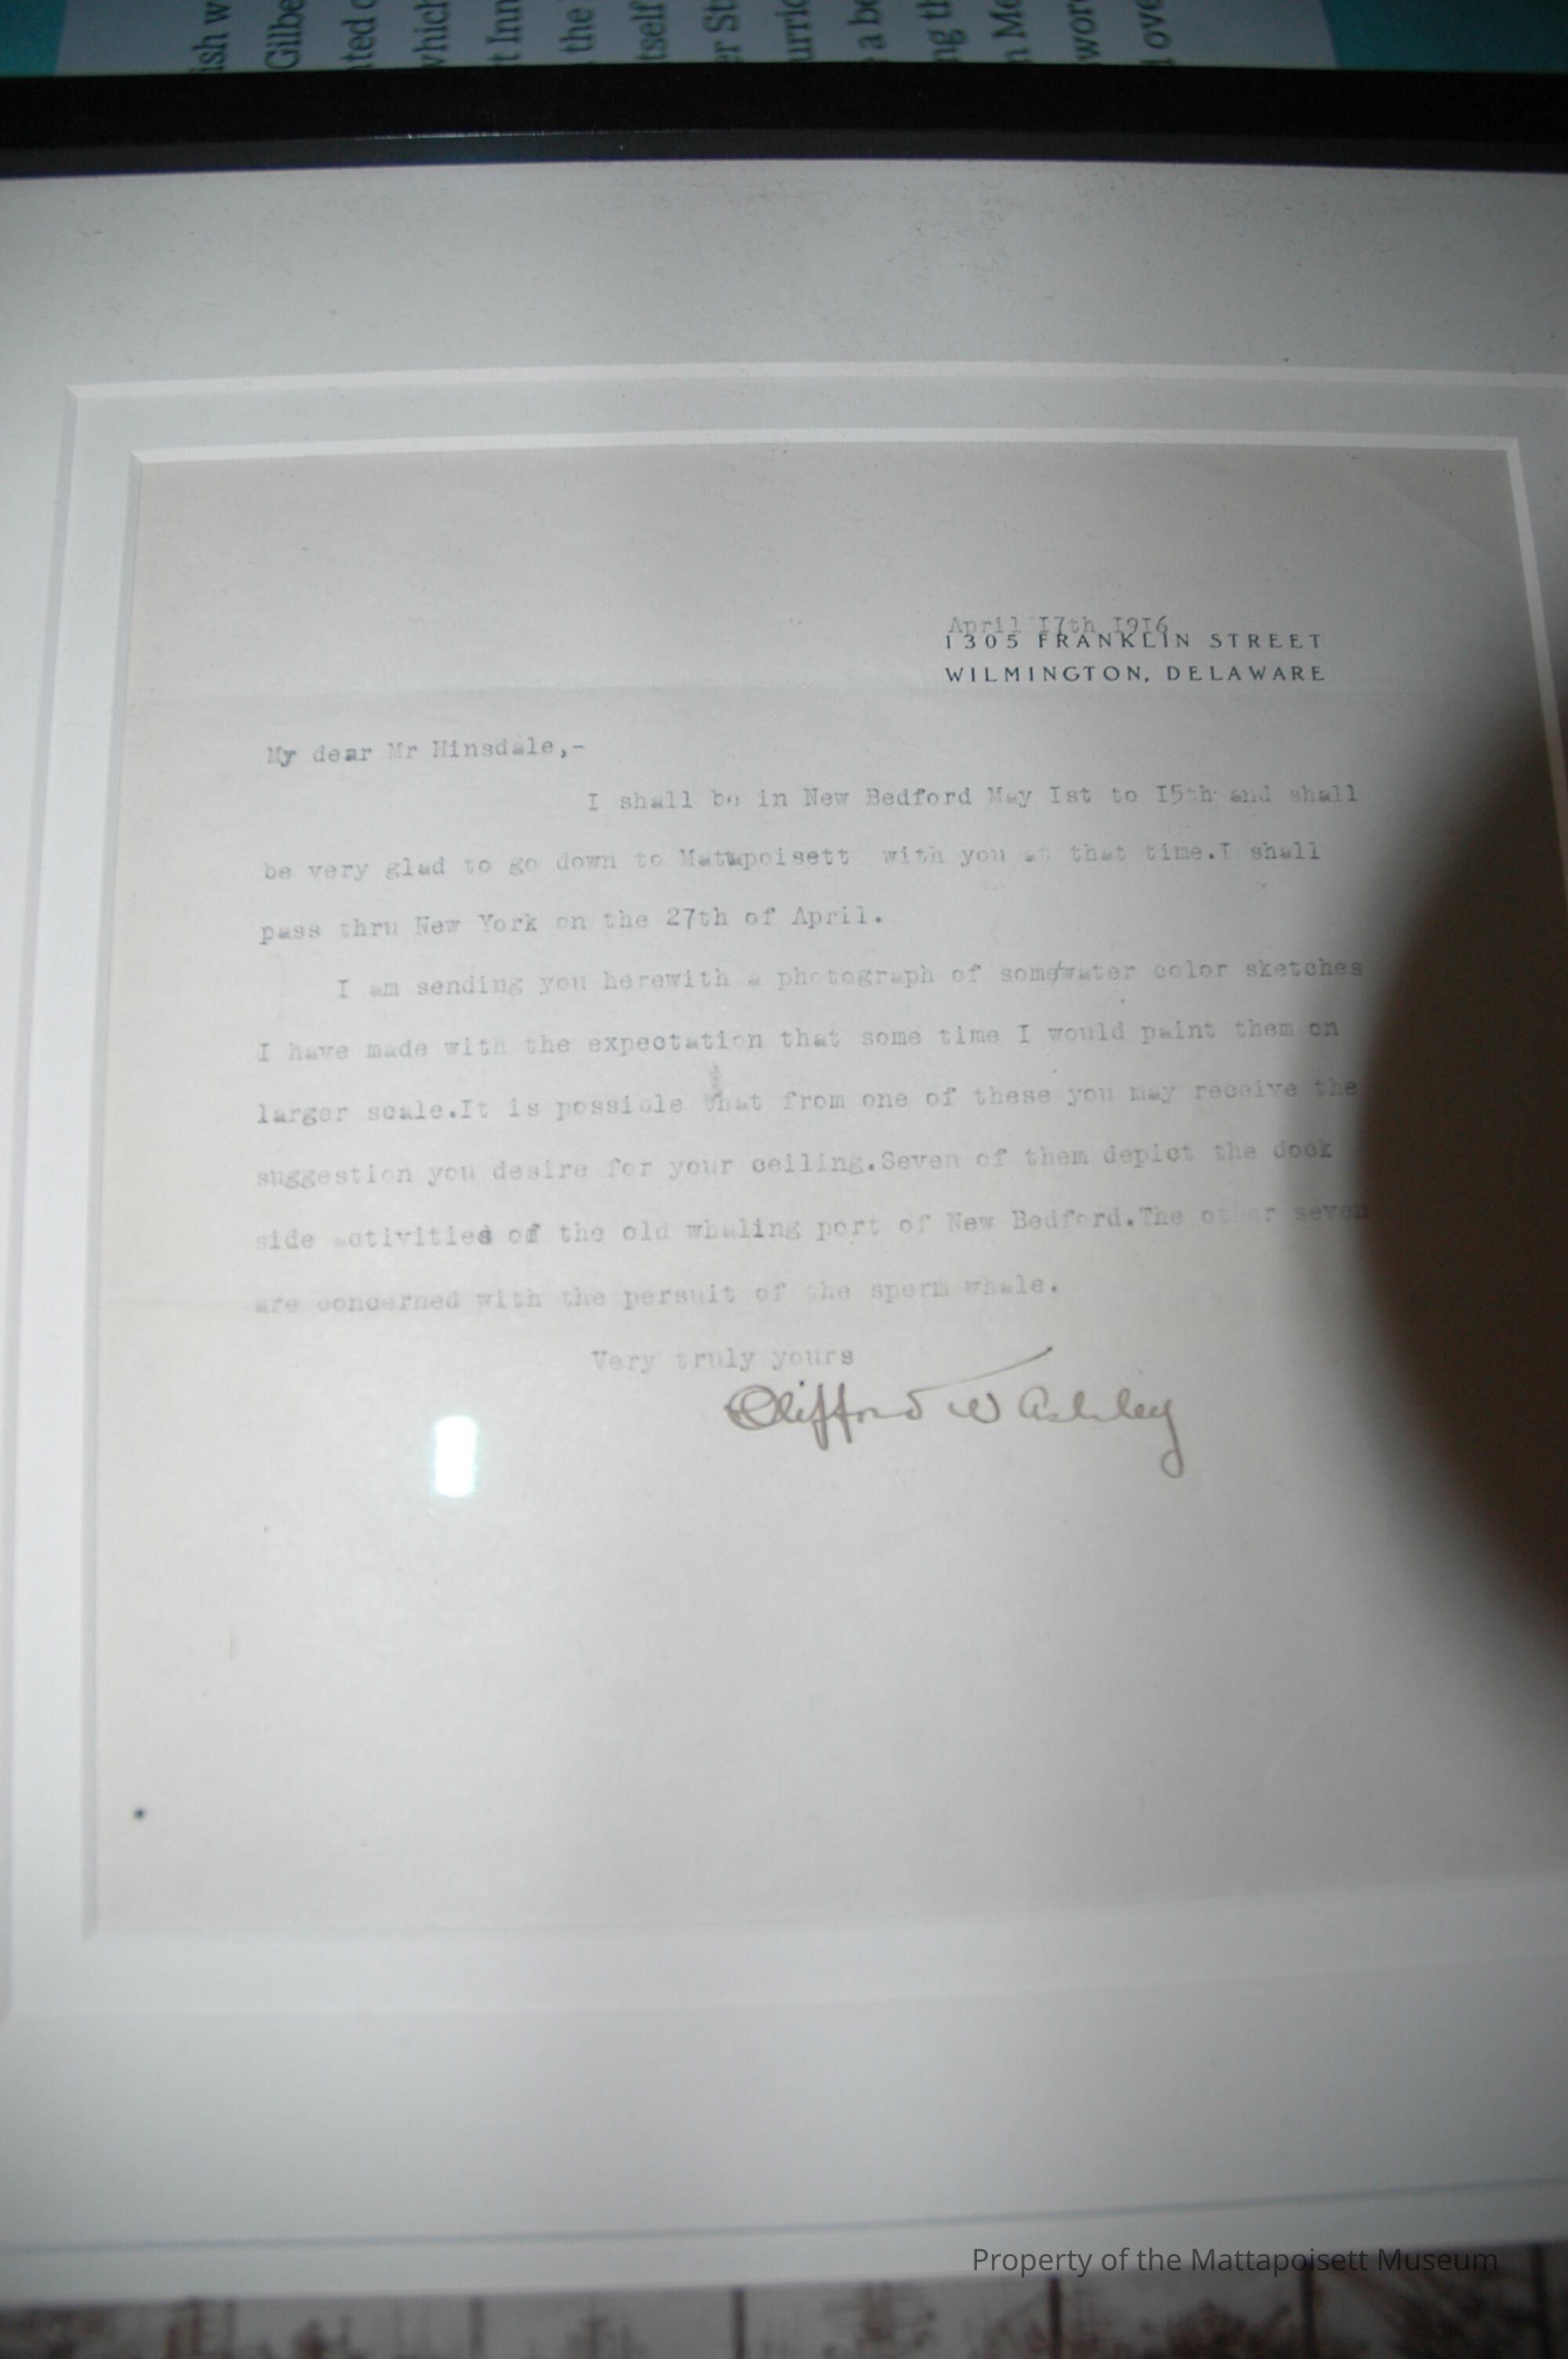 April I7th I9I6
1305 FRANKLIN STREET
WILMINGTON, DELAWARE
My dear Mr Hinsdale,-
I shall be in New Bedford May Ist to I5th and shall
be very glad to go down to Mattapoisett with you at that time.I shall
pass thru New York on the 27th of April.
I am sending you herewith a photograph of some/water color sketches
I have made with the expectation that some time I would paint them on
larger scale.It is possible that from one of these you may receive the
suggestion you desire for your ceiling.Seven of them depict the dock
side activities of the old whaling port of New Bedford.The other seven
are concerned with the persuit of the sperm whale.
Very truly yours
Clifford W Ashley
Property of the Mattapoisett Museum